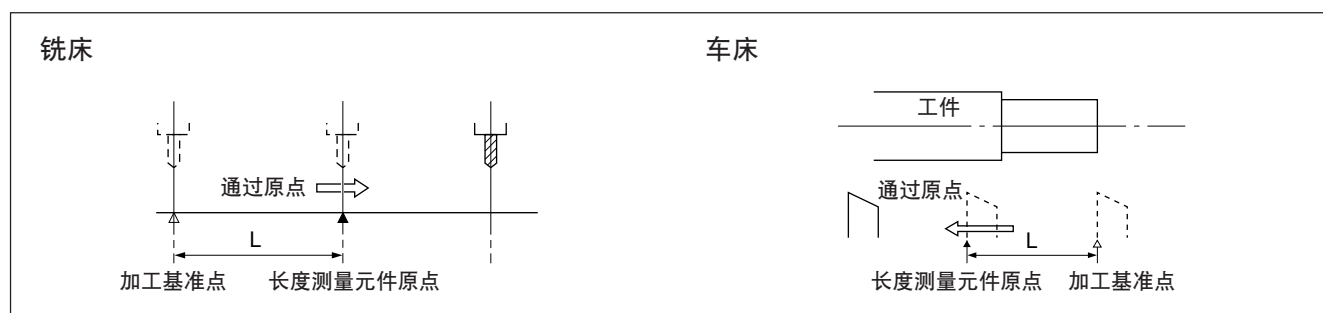 铣床
通过原点
L
加工基准点
长度测量元件原点
车床
工件
通过原点
L
长度测量元件原点
加工基准点